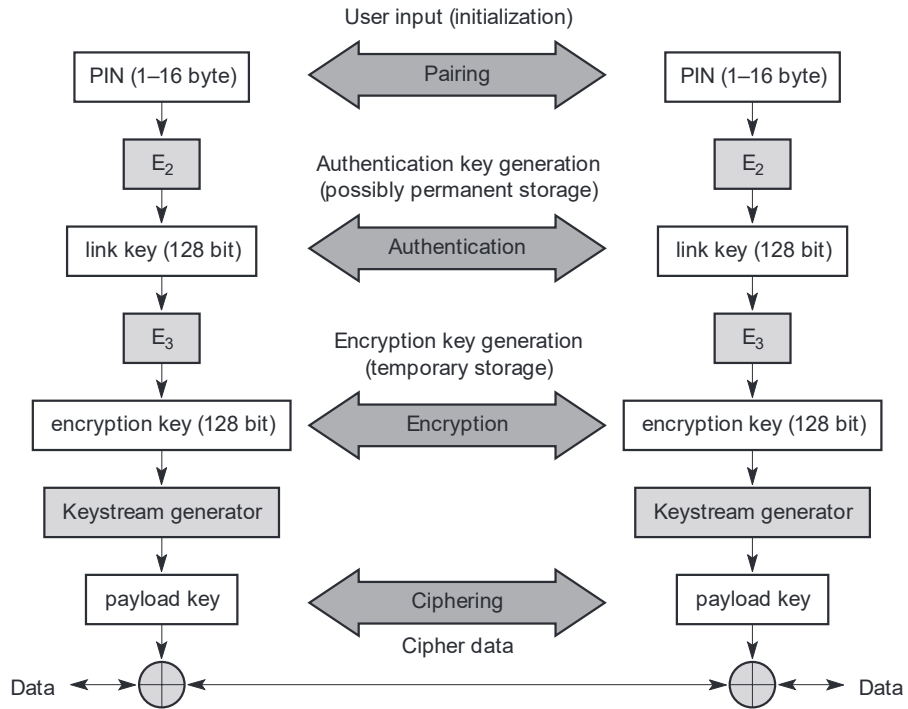 User input (initialization)
PIN (1–16 byte)
Pairing
PIN (1–16 byte)
E2
E2
Authentication key generation
(possibly permanent storage)
link key (128 bit)
Authentication
link key (128 bit)
E3
E3
Encryption key generation
(temporary storage)
encryption key (128 bit)
Encryption
encryption key (128 bit)
Keystream generator
Keystream generator
payload key
Ciphering
payload key
Cipher data
Data
Data